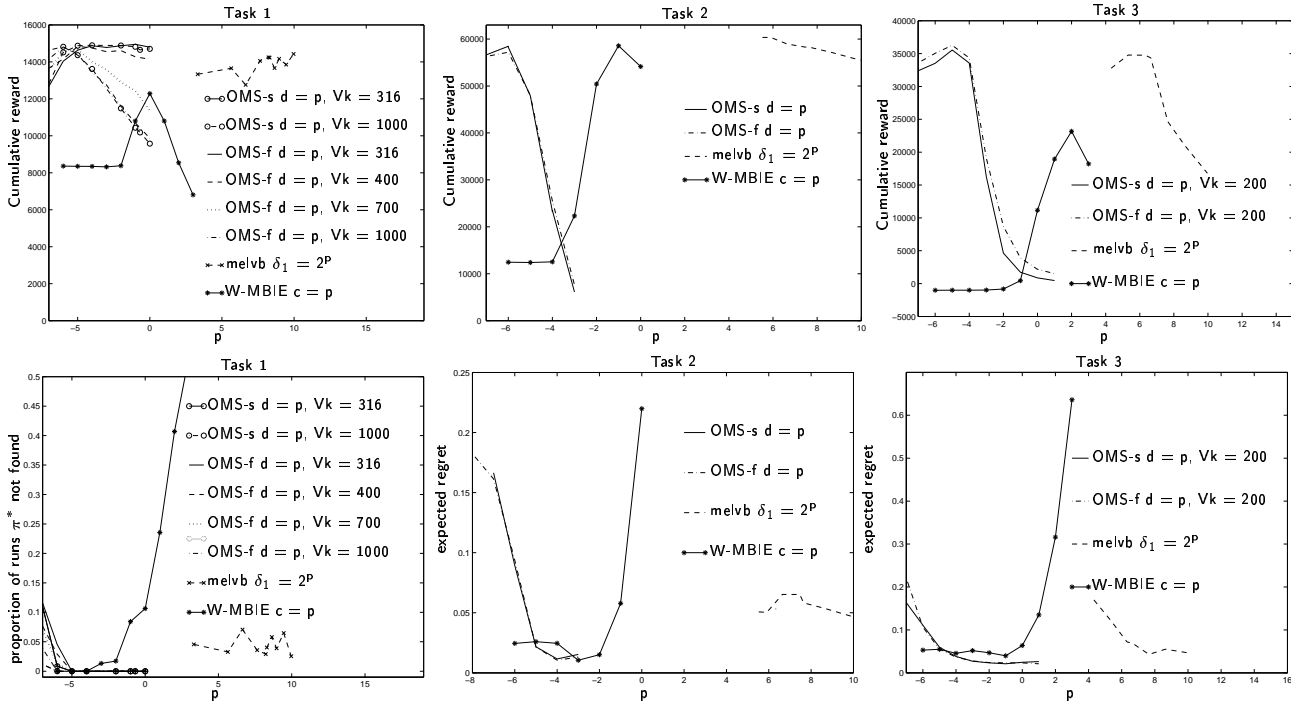 Task 1
Cumulative reward
16000
14000
12000
10000
8000
6000
4000
2000
0
−5
0
5
10
15
p
OMS-s d = p, Vk = 316
OMS-s d = p, Vk = 1000
OMS-f d = p, Vk = 316
OMS-f d = p, Vk = 400
OMS-f d = p, Vk = 700
OMS-f d = p, Vk = 1000
melvb δ₁ = 2ᵖ
W-MBIE c = p
Task 2
Cumulative reward
60000
50000
40000
30000
20000
10000
0
−6
−4
−2
0
2
4
6
8
10
p
OMS-s d = p
OMS-f d = p
melvb δ₁ = 2ᵖ
W-MBIE c = p
Task 3
Cumulative reward
40000
35000
30000
25000
20000
15000
10000
5000
0
−5000
−6
−4
−2
0
2
4
6
8
10
12
14
p
OMS-s d = p, Vk = 200
OMS-f d = p, Vk = 200
melvb δ₁ = 2ᵖ
W-MBIE c = p
Task 1
proportion of runs π* not found
0.5
0.45
0.4
0.35
0.3
0.25
0.2
0.15
0.1
0.05
0
−5
0
5
10
15
p
OMS-s d = p, Vk = 316
OMS-s d = p, Vk = 1000
OMS-f d = p, Vk = 316
OMS-f d = p, Vk = 400
OMS-f d = p, Vk = 700
OMS-f d = p, Vk = 1000
melvb δ₁ = 2ᵖ
W-MBIE c = p
Task 2
expected regret
0.25
0.2
0.15
0.1
0.05
0
−8
−6
−4
−2
0
2
4
6
8
10
p
OMS-s d = p
OMS-f d = p
melvb δ₁ = 2ᵖ
W-MBIE c = p
Task 3
expected regret
0.6
0.5
0.4
0.3
0.2
0.1
0
−6
−4
−2
0
2
4
6
8
10
12
14
16
p
OMS-s d = p, Vk = 200
OMS-f d = p, Vk = 200
melvb δ₁ = 2ᵖ
W-MBIE c = p